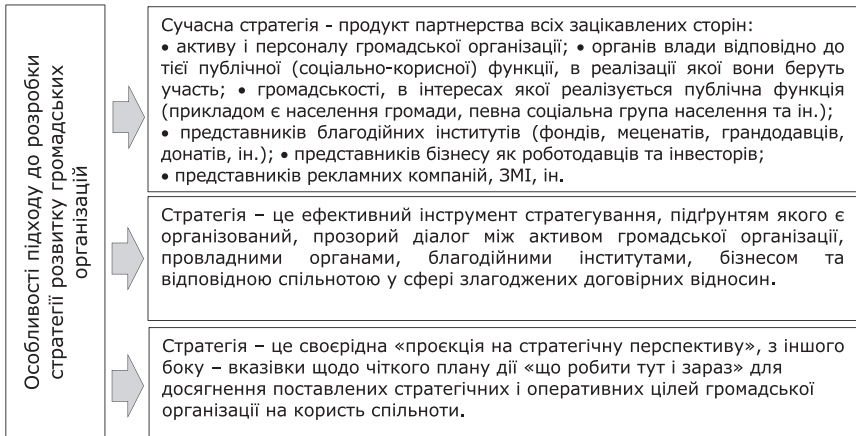 Особливості підходу до розробки
стратегії розвитку громадських
організацій
Сучасна стратегія - продукт партнерства всіх зацікавлених сторін:
• активу і персоналу громадської організації; • органів влади відповідно до
тієї публічної (соціально-корисної) функції, в реалізації якої вони беруть
участь; • громадськості, в інтересах якої реалізується публічна функція
(прикладом є населення громади, певна соціальна група населення та ін.);
• представників благодійних інститутів (фондів, меценатів, грандодавців,
донатів, ін.); • представників бізнесу як роботодавців та інвесторів;
• представників рекламних компаній, ЗМІ, ін.
Стратегія – це ефективний інструмент стратегування, підґрунтям якого є
організований, прозорий діалог між активом громадської організації,
провладними органами, благодійними інститутами, бізнесом та
відповідною спільнотою у сфері злагоджених договірних відносин.
Стратегія – це своєрідна «проєкція на стратегічну перспективу», з іншого
боку – вказівки щодо чіткого плану дії «що робити тут і зараз» для
досягнення поставлених стратегічних і оперативних цілей громадської
організації на користь спільноти.